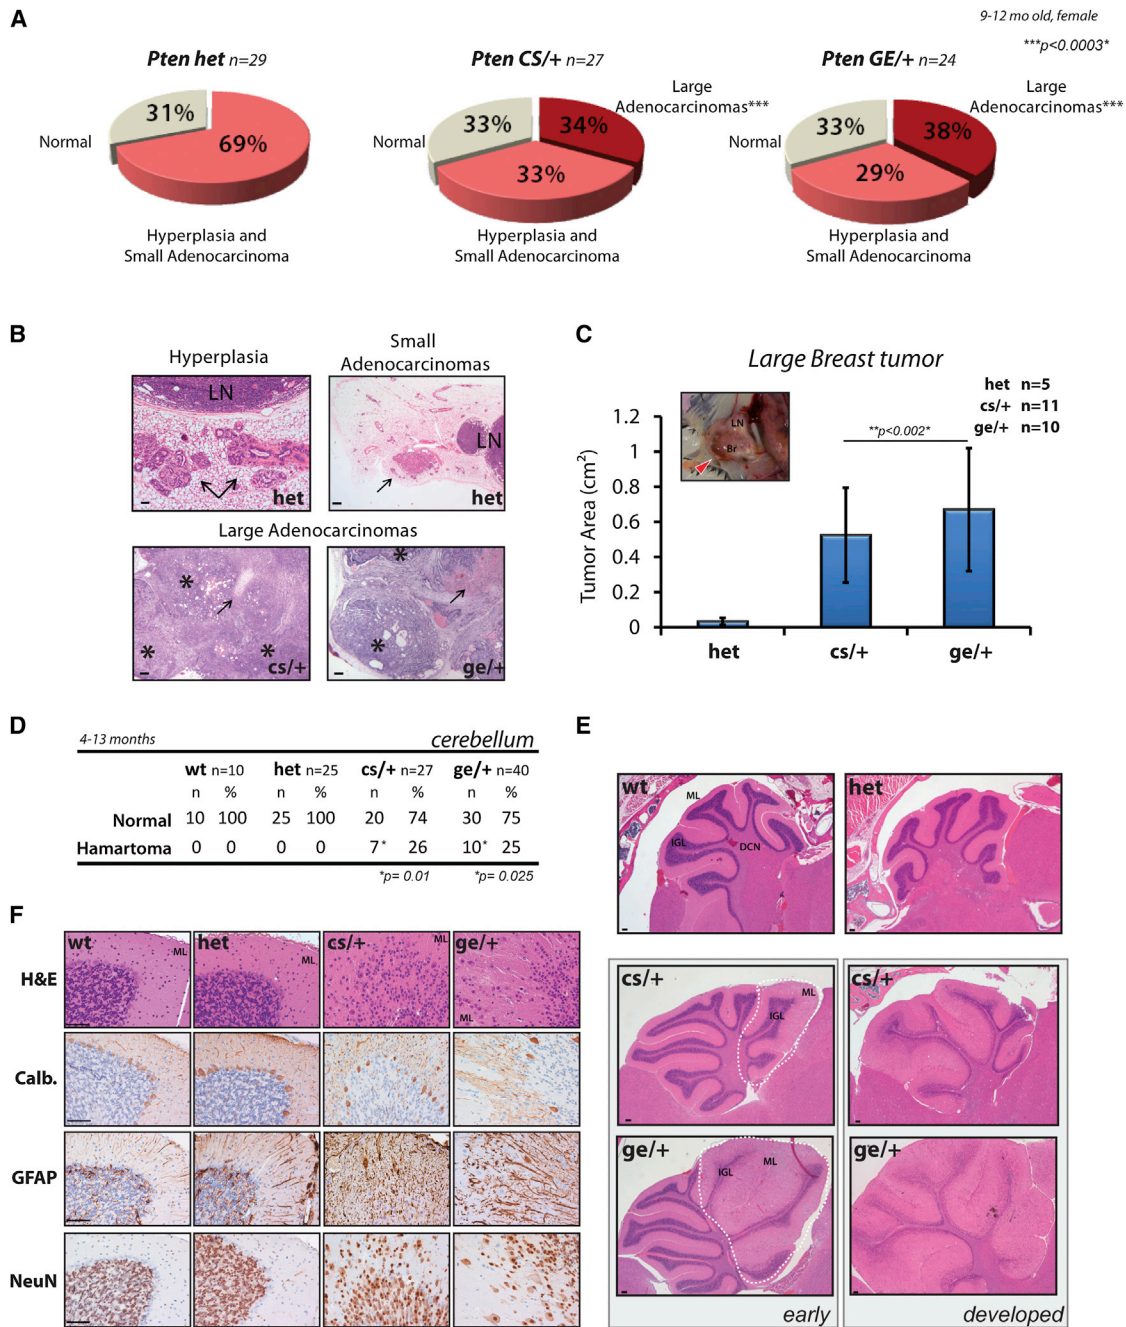 A
9-12 mo old, female
***p<0.0003*
Pten het n=29
Pten CS/+ n=27
Pten GE/+ n=24
Large
Adenocarcinomas***
Large
Adenocarcinomas***
Normal
31%
69%
Normal
33%
34%
33%
Normal
33%
38%
29%
Hyperplasia and
Small Adenocarcinoma
Hyperplasia and
Small Adenocarcinoma
Hyperplasia and
Small Adenocarcinoma
B
Hyperplasia
Small
Adenocarcinomas
LN
het
LN
het
Large Adenocarcinomas
*
*
*
cs/+
*
*
ge/+
C
Large Breast tumor
het n=5
cs/+ n=11
ge/+ n=10
**p<0.002*
LN
Br
Tumor Area (cm²)
1.2
1
0.8
0.6
0.4
0.2
0
het
cs/+
ge/+
D
4-13 months
cerebellum
wt n=10 het n=25 cs/+ n=27 ge/+ n=40
n % n % n % n %
Normal 10 100 25 100 20 74 30 75
Hamartoma 0 0 0 0 7* 26 10* 25
*p= 0.01 *p= 0.025
E
wt
ML
IGL
DCN
het
cs/+
ML
IGL
cs/+
ge/+
ML
IGL
ge/+
early
developed
F
wt
ML
het
ML
cs/+
ML
ge/+
ML
H&E
Calb.
GFAP
NeuN